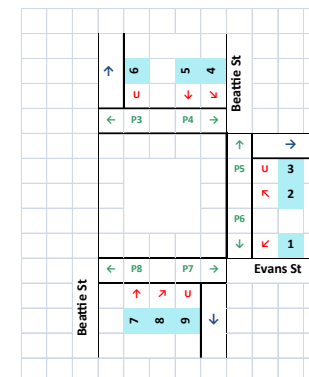 ↑ 6 5 4
Beattie St
U ↓ ↘
← P3 P4 →
↑ →
P5 U 3
↖ 2
P6
↓ ↙ 1
← P8 P7 →
Evans St
Beattie St
↑ ↗ U
7 8 9 ↓